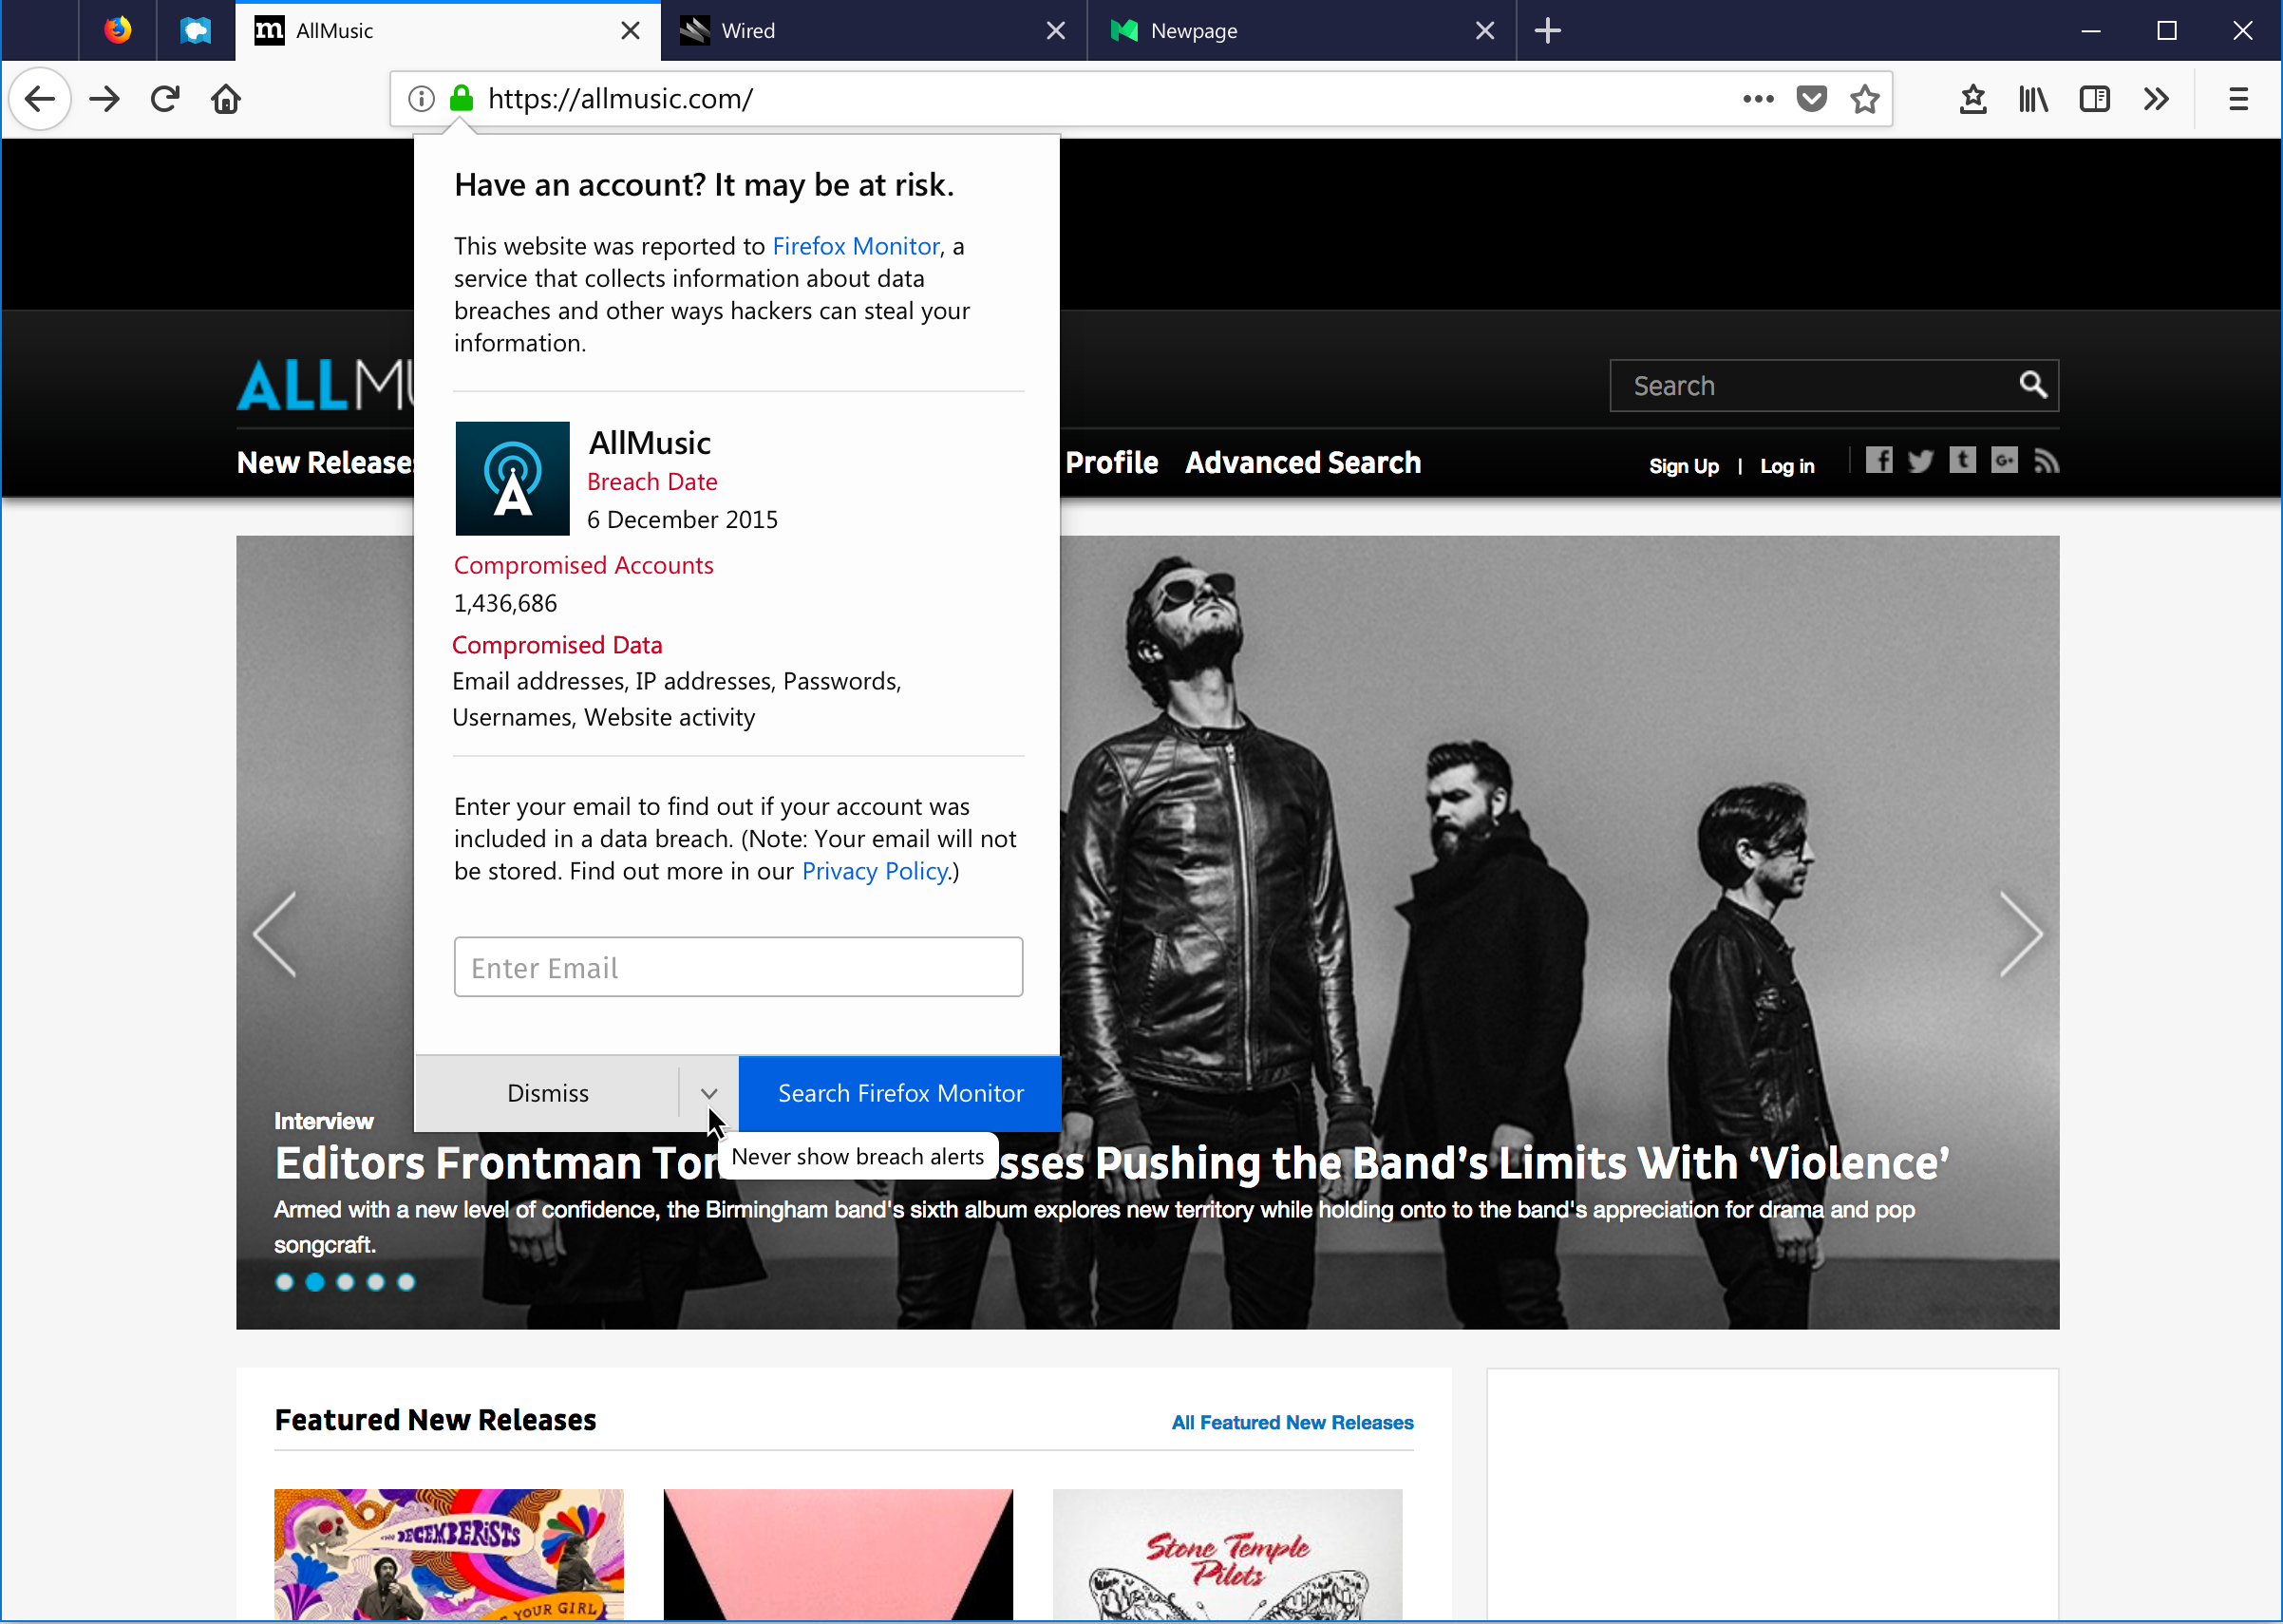 AllMusic
Wired
Newpage
https://allmusic.com/
Have an account? It may be at risk.
This website was reported to Firefox Monitor, a
service that collects information about data
breaches and other ways hackers can steal your
information.
AllMusic
Breach Date
6 December 2015
Compromised Accounts
1,436,686
Compromised Data
Email addresses, IP addresses, Passwords,
Usernames, Website activity
Enter your email to find out if your account was
included in a data breach. (Note: Your email will not
be stored. Find out more in our Privacy Policy.)
Enter Email
Dismiss
Search Firefox Monitor
Never show breach alerts
ALLMU
Search
New Releases
Profile Advanced Search
Sign Up | Log in
Interview
Editors Frontman Tom sses Pushing the Band's Limits With ‘Violence’
Armed with a new level of confidence, the Birmingham band's sixth album explores new territory while holding onto to the band's appreciation for drama and pop
songcraft.
Featured New Releases
All Featured New Releases
THE DECEMBERISTS
YOUR GIRL
Stone Temple
Pilots